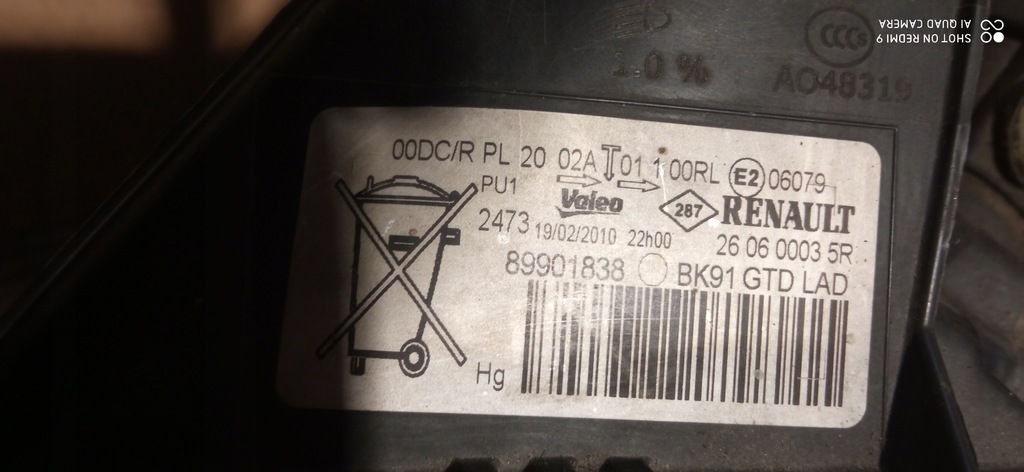 SHOT ON REDMI 9
AI QUAD CAMERA
1.0 %
AO48319
00DC/R PL 20 02A 01 1 00RL E2 06079
PU1
Valeo
287 RENAULT
2473 19/02/2010 22h00
26 06 0003 5R
89901838 BK91 GTD LAD
Hg